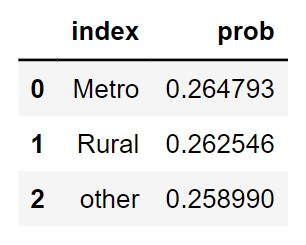 index prob
0 Metro 0.264793
1 Rural 0.262546
2 other 0.258990